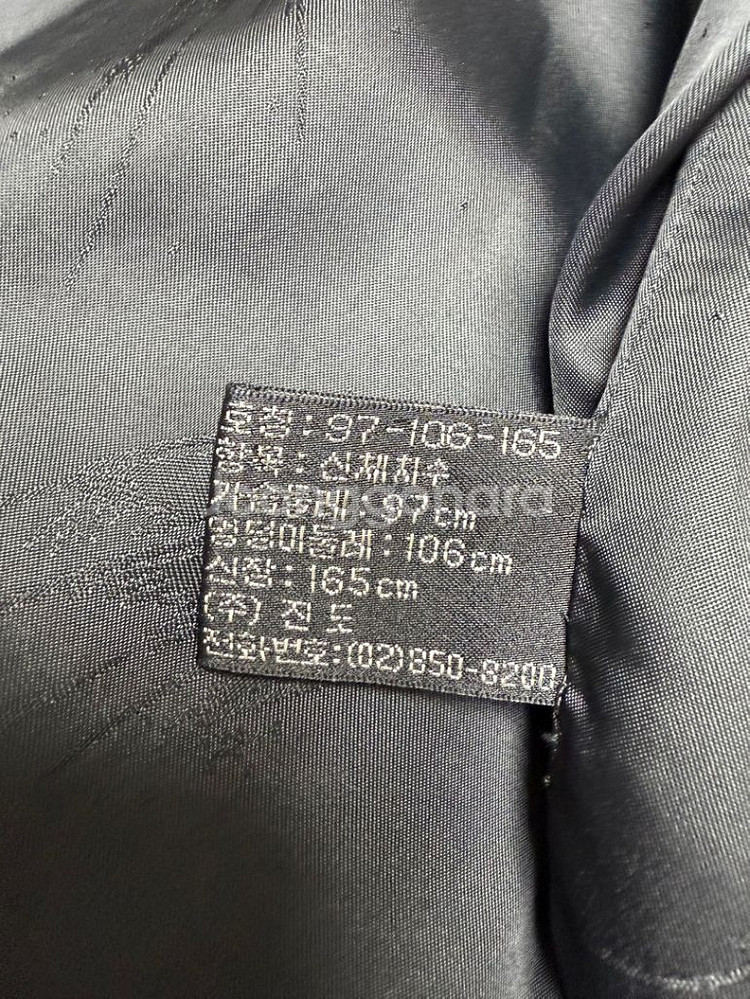 호칭:97-106-165
항목:신체치수
가슴둘레:97cm
엉덩이둘레:106cm
신장:165cm
(주) 진 도
전화번호:(02)850-8200